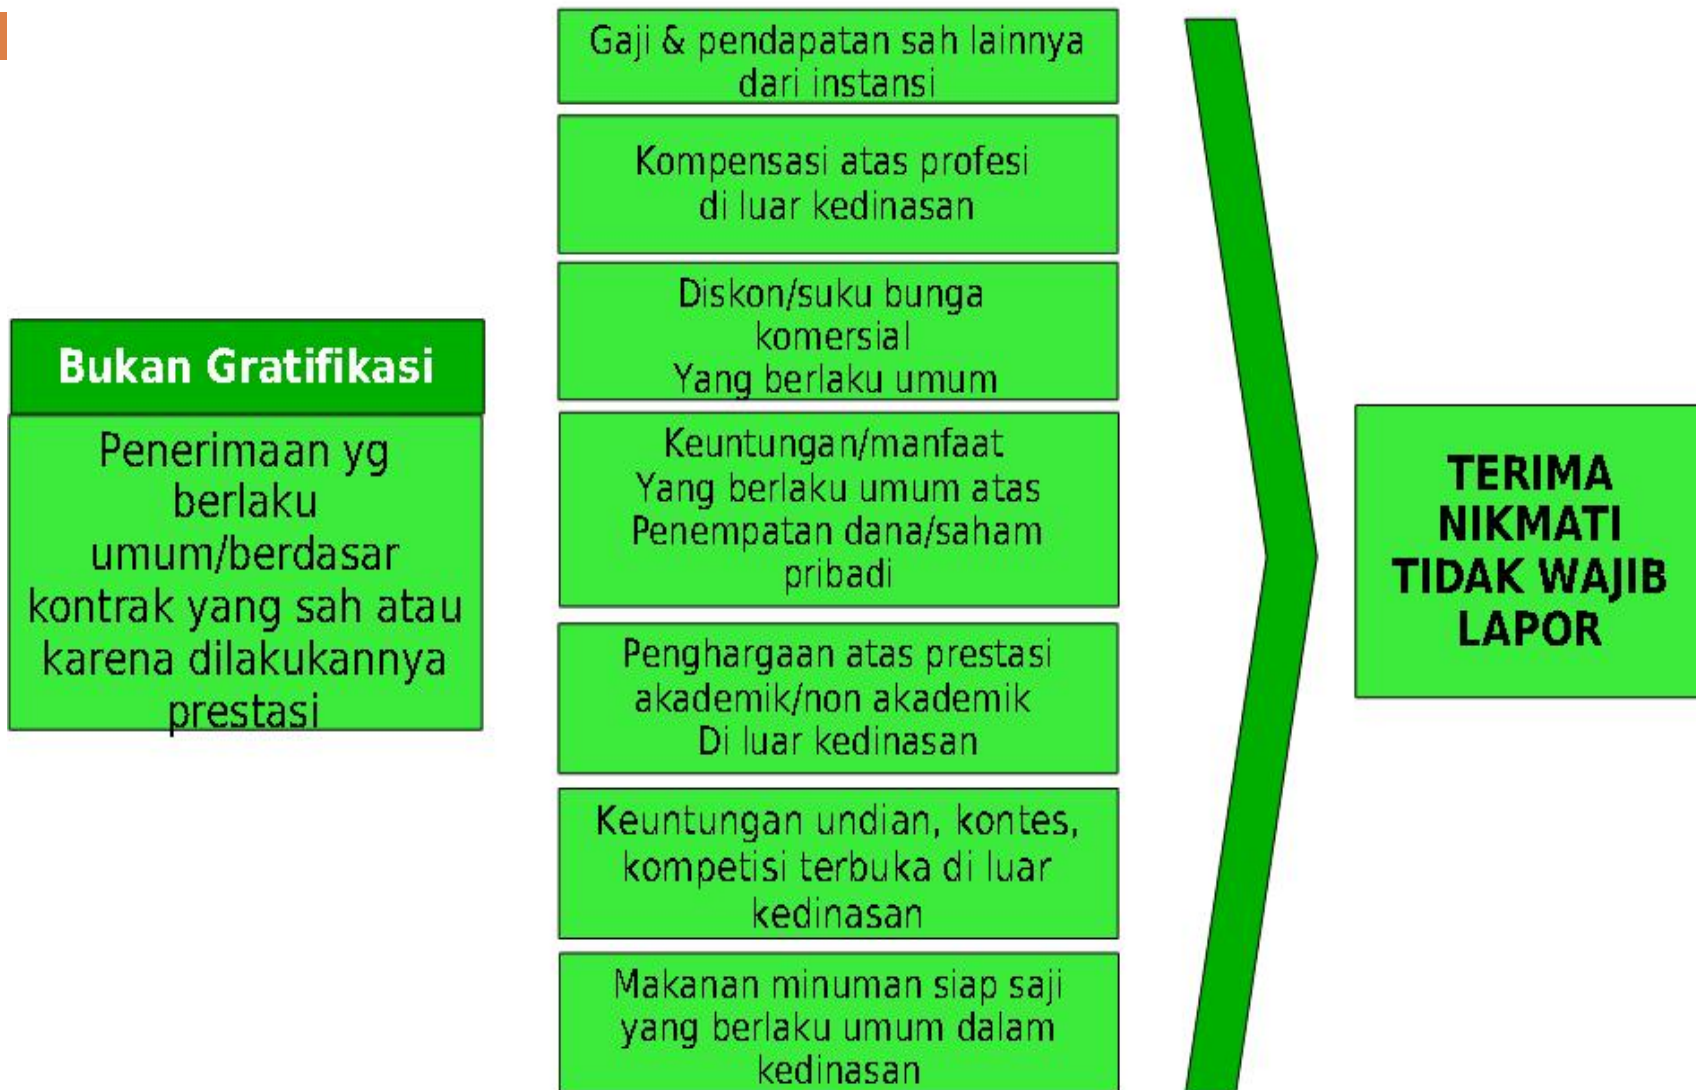 Bukan Gratifikasi
Penerimaan yg
berlaku
umum/berdasar
kontrak yang sah atau
karena dilakukannya
prestasi
Gaji & pendapatan sah lainnya
dari instansi
Kompensasi atas profesi
di luar kedinasan
Diskon/suku bunga
komersial
Yang berlaku umum
Keuntungan/manfaat
Yang berlaku umum atas
Penempatan dana/saham
pribadi
Penghargaan atas prestasi
akademik/non akademik
Di luar kedinasan
Keuntungan undian, kontes,
kompetisi terbuka di luar
kedinasan
Makanan minuman siap saji
yang berlaku umum dalam
kedinasan
TERIMA
NIKMATI
TIDAK WAJIB
LAPOR